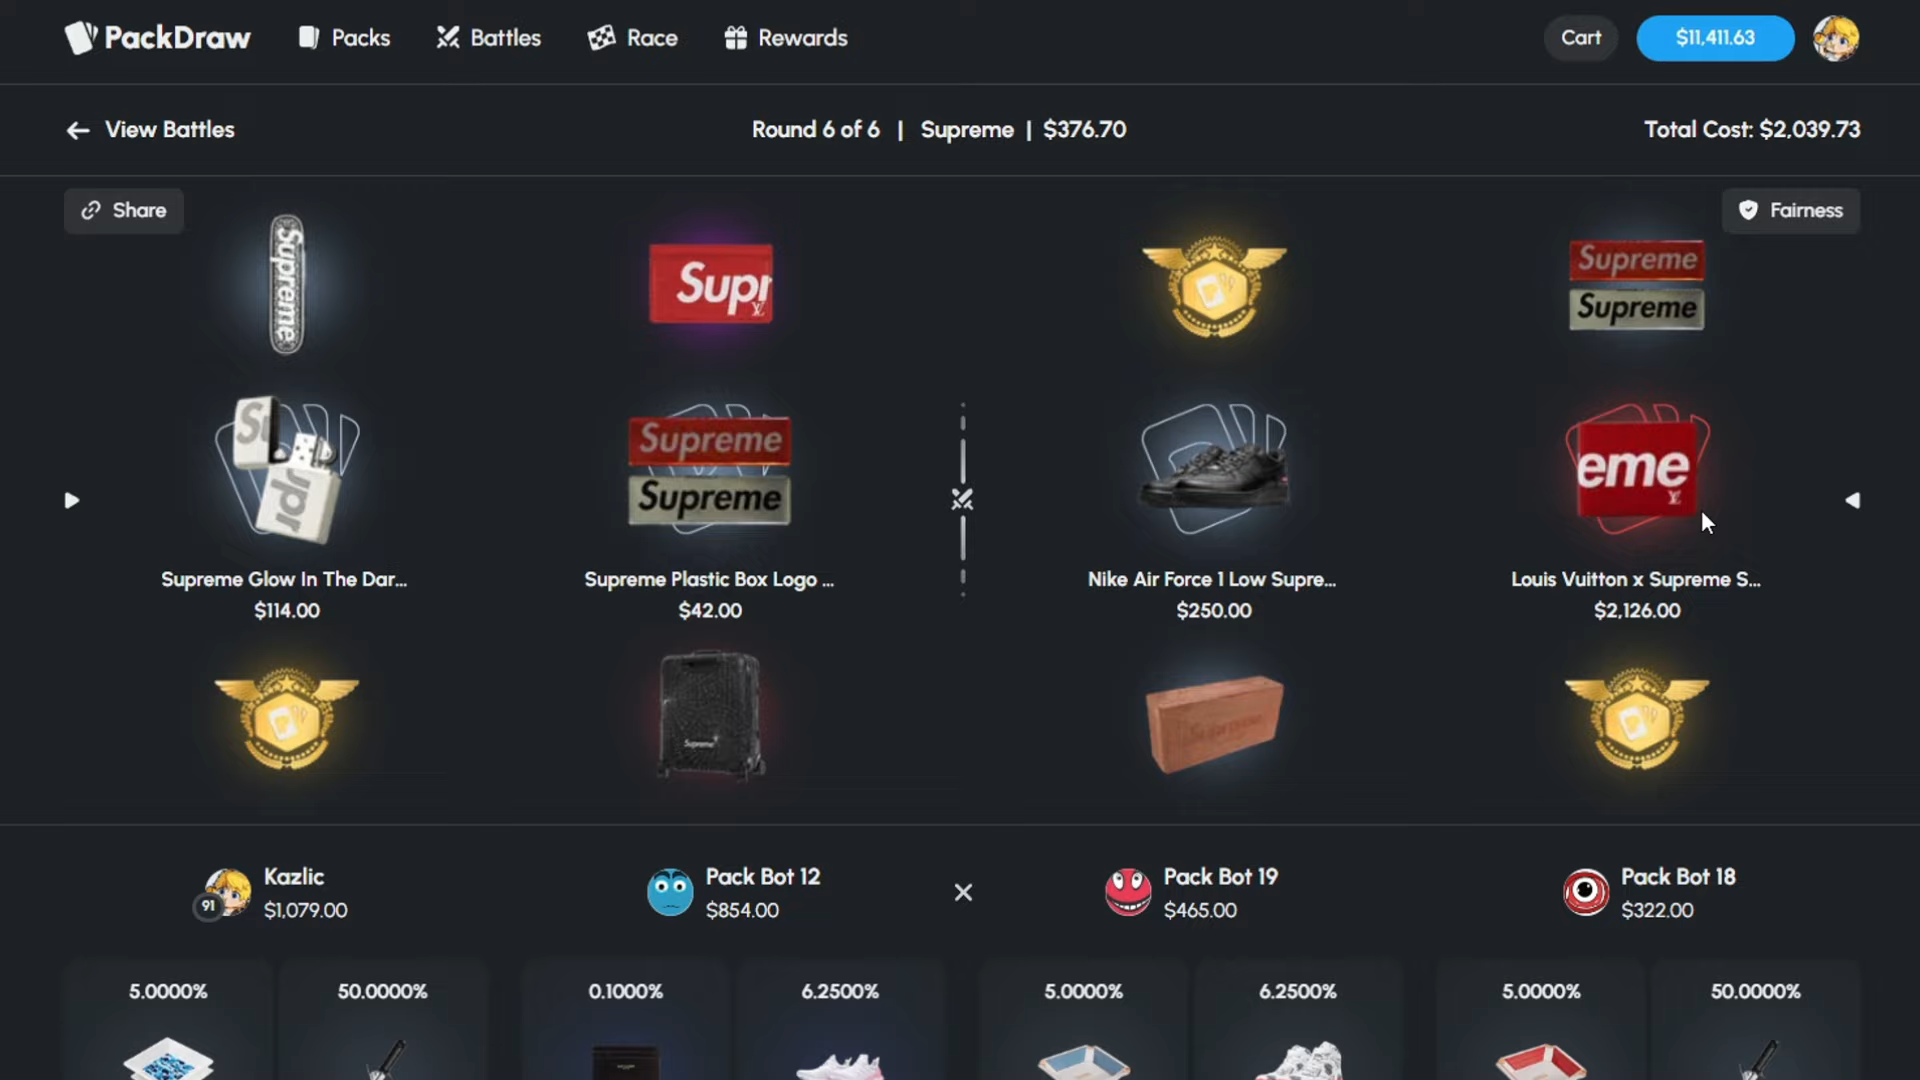 PackDraw
Packs
Battles
Race
Rewards
Cart
$11,411.63
View Battles
Round 6 of 6 | Supreme | $376.70
Total Cost: $2,039.73
Share
Fairness
Supreme
Supr
Supreme
Supreme
Supreme
Supreme
eme
Supreme Glow In The Dar...
$114.00
Supreme Plastic Box Logo ...
$42.00
Nike Air Force 1 Low Supre...
$250.00
Louis Vuitton x Supreme S...
$2,126.00
Supreme
Supreme
91
Kazlic
$1,079.00
Pack Bot 12
$854.00
Pack Bot 19
$465.00
Pack Bot 18
$322.00
5.0000%
50.0000%
0.1000%
6.2500%
5.0000%
6.2500%
5.0000%
50.0000%